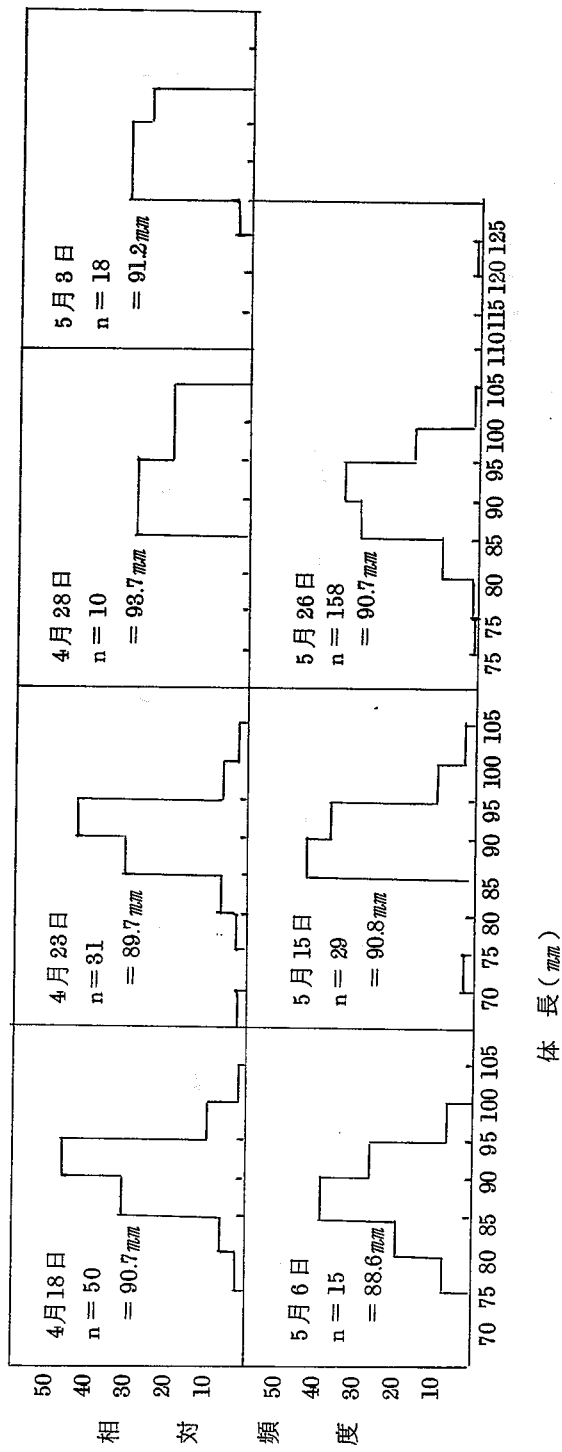 相対頻度
50
40
30
20
10
4月18日
n = 50
= 90.7mm
4月23日
n = 31
= 89.7mm
4月28日
n = 10
= 93.7mm
5月3日
n = 18
= 91.2mm
50
40
30
20
10
5月6日
n = 15
= 88.6mm
5月15日
n = 29
= 90.8mm
5月26日
n = 158
= 90.7mm
70 75 80 85 90 95 100 105
70 75 80 85 90 95 100 105
75 75 80 85 90 95 100 105 110 115 120 125
体 長 (mm)